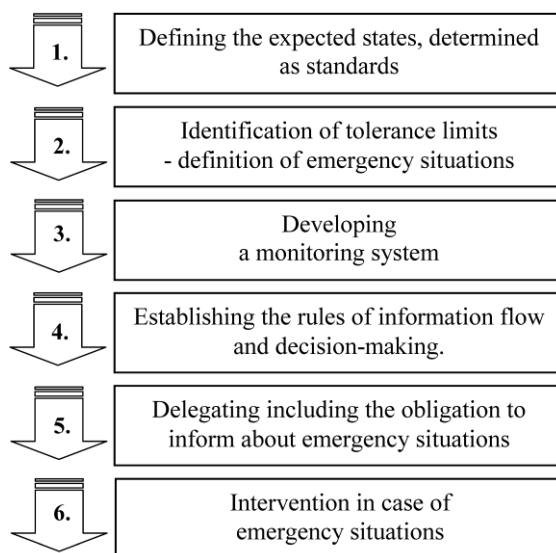 1.
Defining the expected states, determined
as standards
2.
Identification of tolerance limits
- definition of emergency situations
3.
Developing
a monitoring system
4.
Establishing the rules of information flow
and decision-making.
5.
Delegating including the obligation to
inform about emergency situations
6.
Intervention in case of
emergency situations